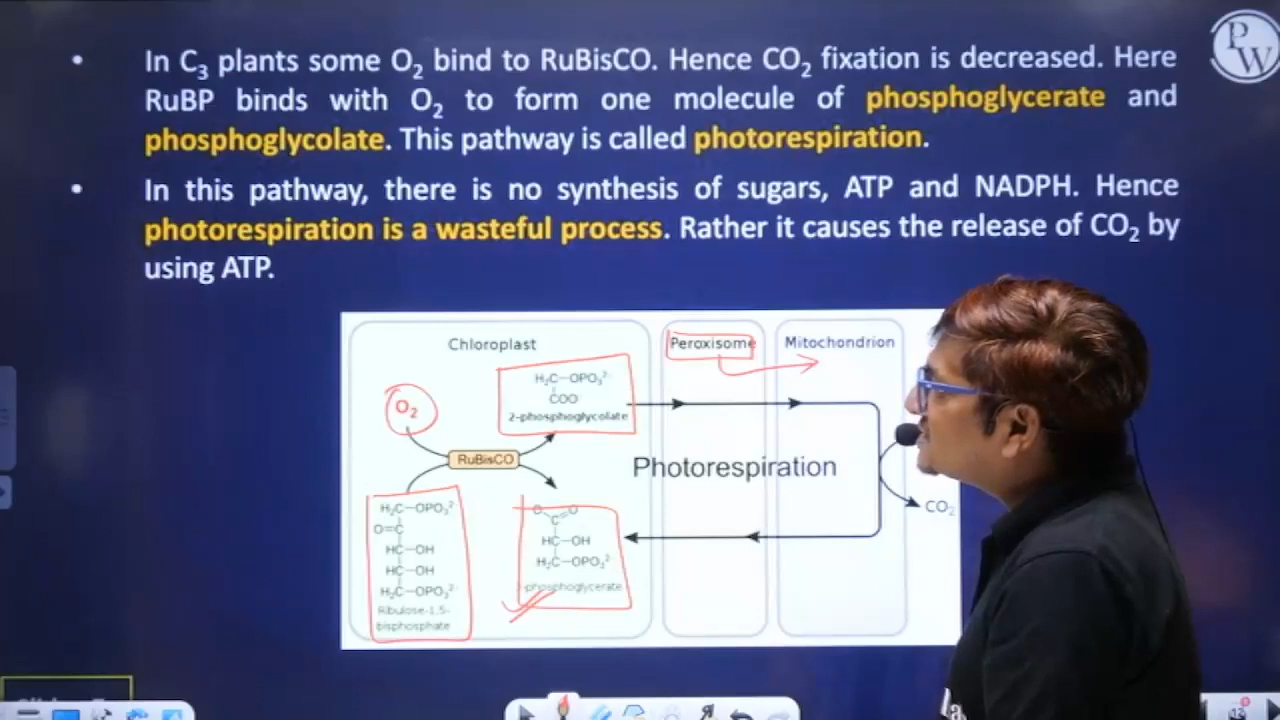 In C₃ plants some O₂ bind to RuBisCO. Hence CO₂ fixation is decreased. Here
RuBP binds with O₂ to form one molecule of phosphoglycerate and
phosphoglycolate. This pathway is called photorespiration.
In this pathway, there is no synthesis of sugars, ATP and NADPH. Hence
photorespiration is a wasteful process. Rather it causes the release of CO₂ by
using ATP.
PW
Chloroplast
Peroxisome
Mitochondrion
O₂
H₂C—OPO₃²⁻
COO
2-phosphoglycolate
RuBisCO
Photorespiration
H₂C—OPO₃²
O=C
HC—OH
HC—OH
H₂C—OPO₃²⁻
Ribulose-1,5-
bisphosphate
O C=O
HC—OH
H₂C—OPO₃²
-phosphoglycerate
CO₂